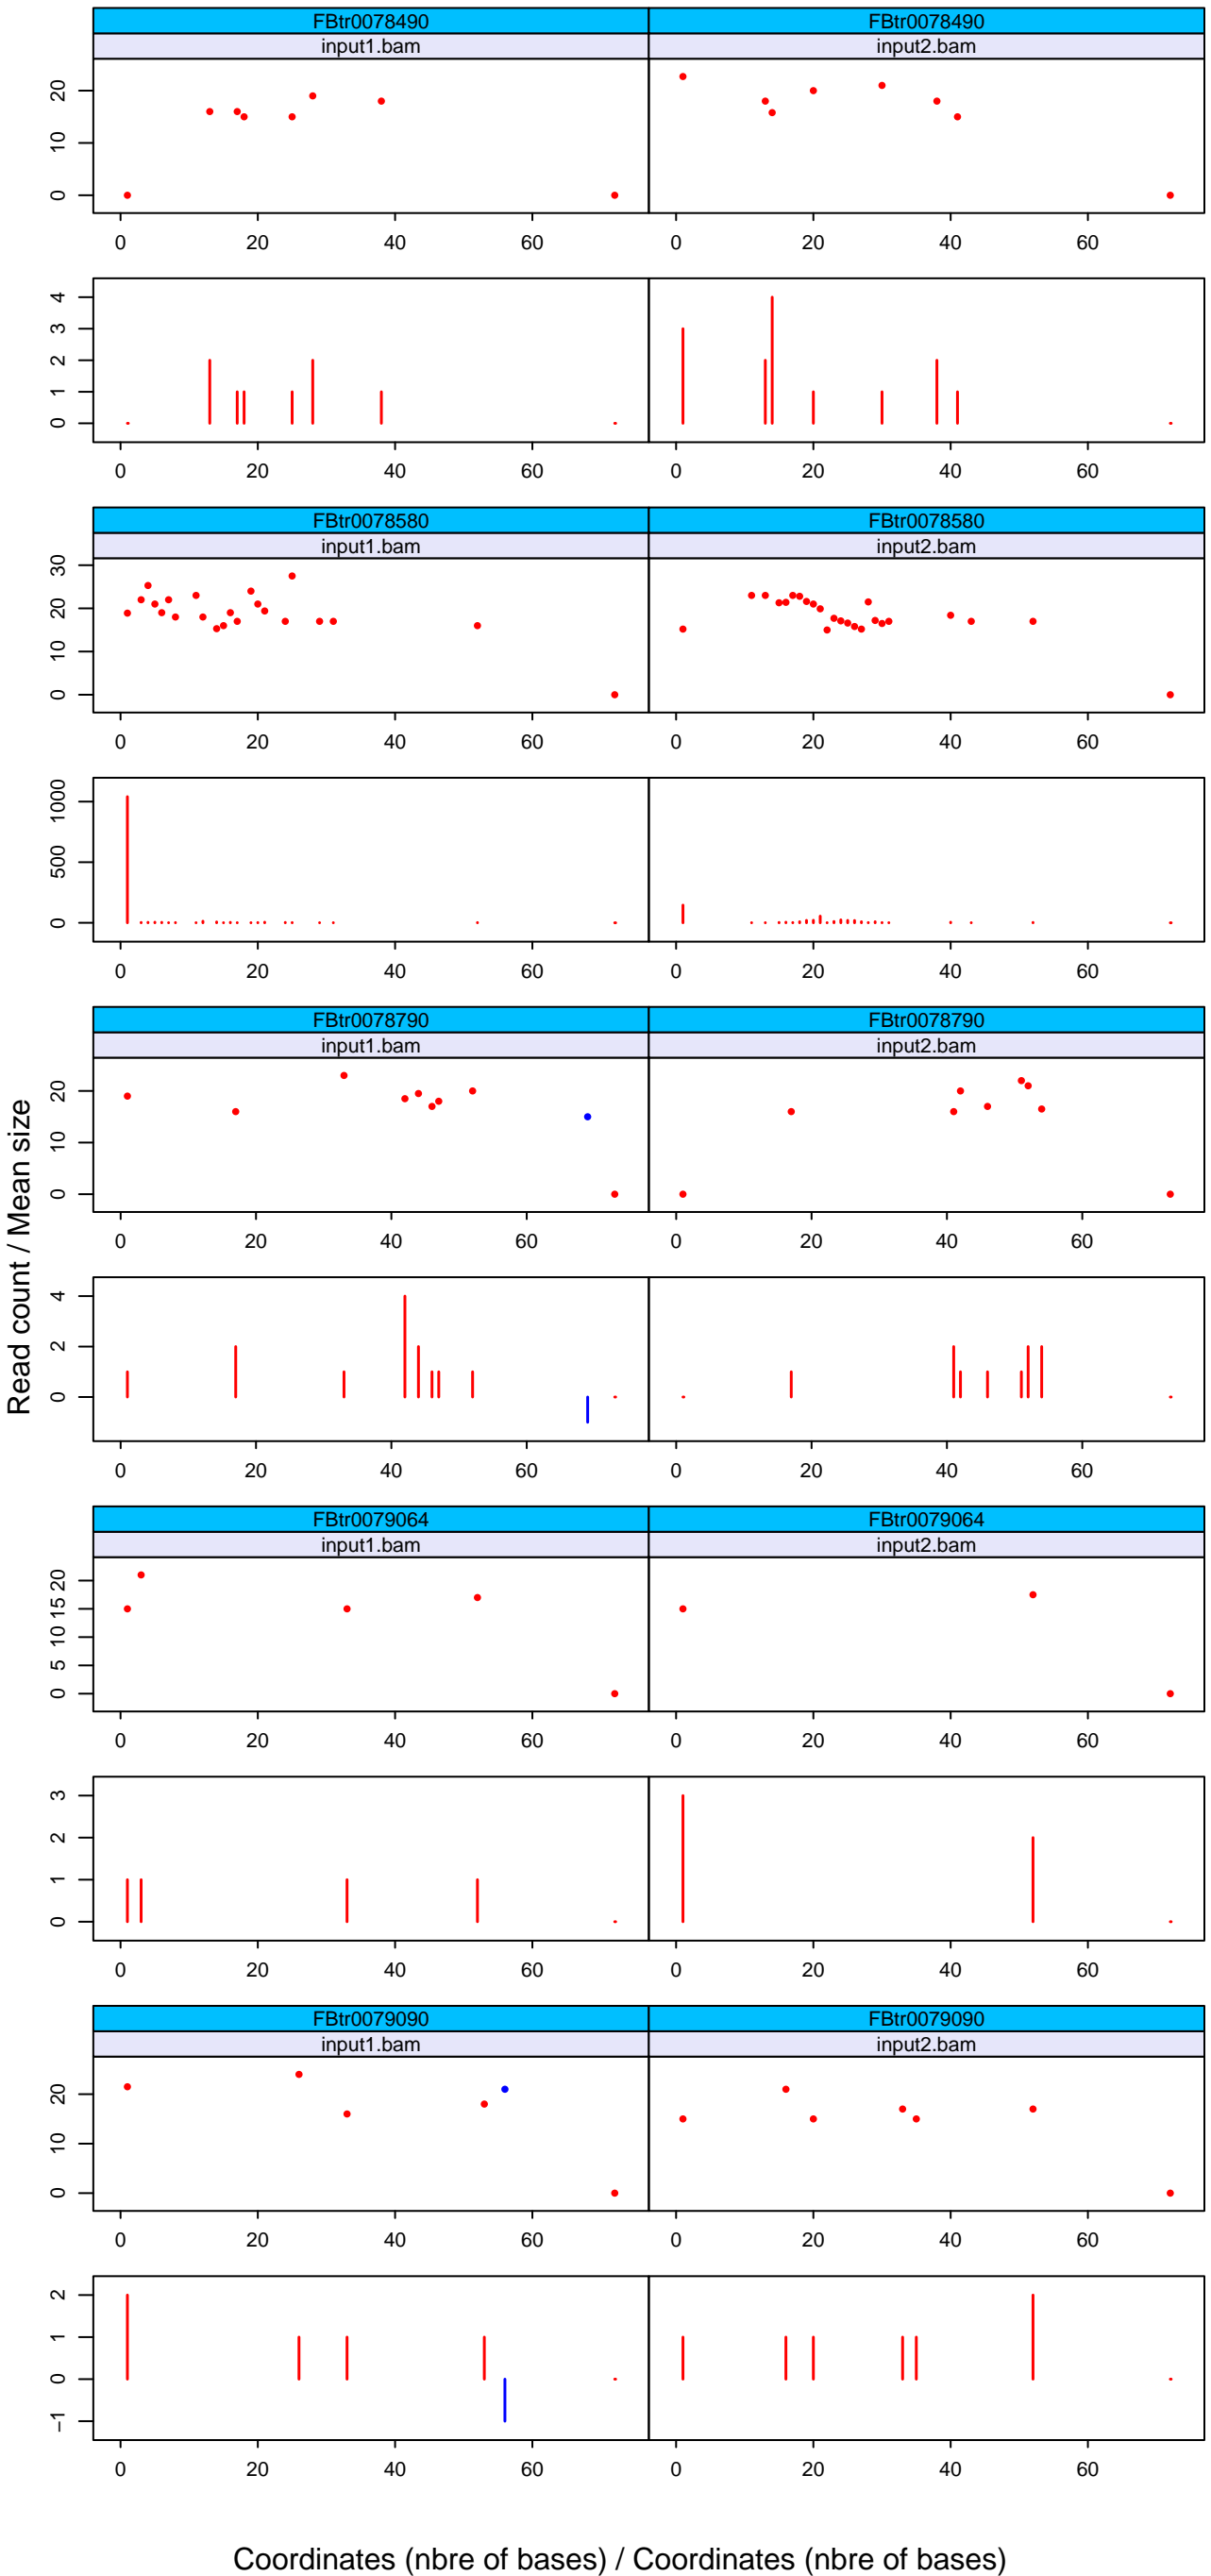 FBtr0078490 FBtr0078490
input1.bam input2.bam
20
10
0
0 20 40 60 0 20 40 60
4
3
2
1
0
0 20 40 60 0 20 40 60
FBtr0078580 FBtr0078580
input1.bam input2.bam
30
20
10
0
0 20 40 60 0 20 40 60
1000
500
0
0 20 40 60 0 20 40 60
FBtr0078790 FBtr0078790
input1.bam input2.bam
20
10
0
0 20 40 60 0 20 40 60
Read count / Mean size
4
2
0
0 20 40 60 0 20 40 60
FBtr0079064 FBtr0079064
input1.bam input2.bam
20
15
10
5
0
0 20 40 60 0 20 40 60
3
2
1
0
0 20 40 60 0 20 40 60
FBtr0079090 FBtr0079090
input1.bam input2.bam
20
10
0
0 20 40 60 0 20 40 60
2
1
0
−1
0 20 40 60 0 20 40 60
Coordinates (nbre of bases) / Coordinates (nbre of bases)